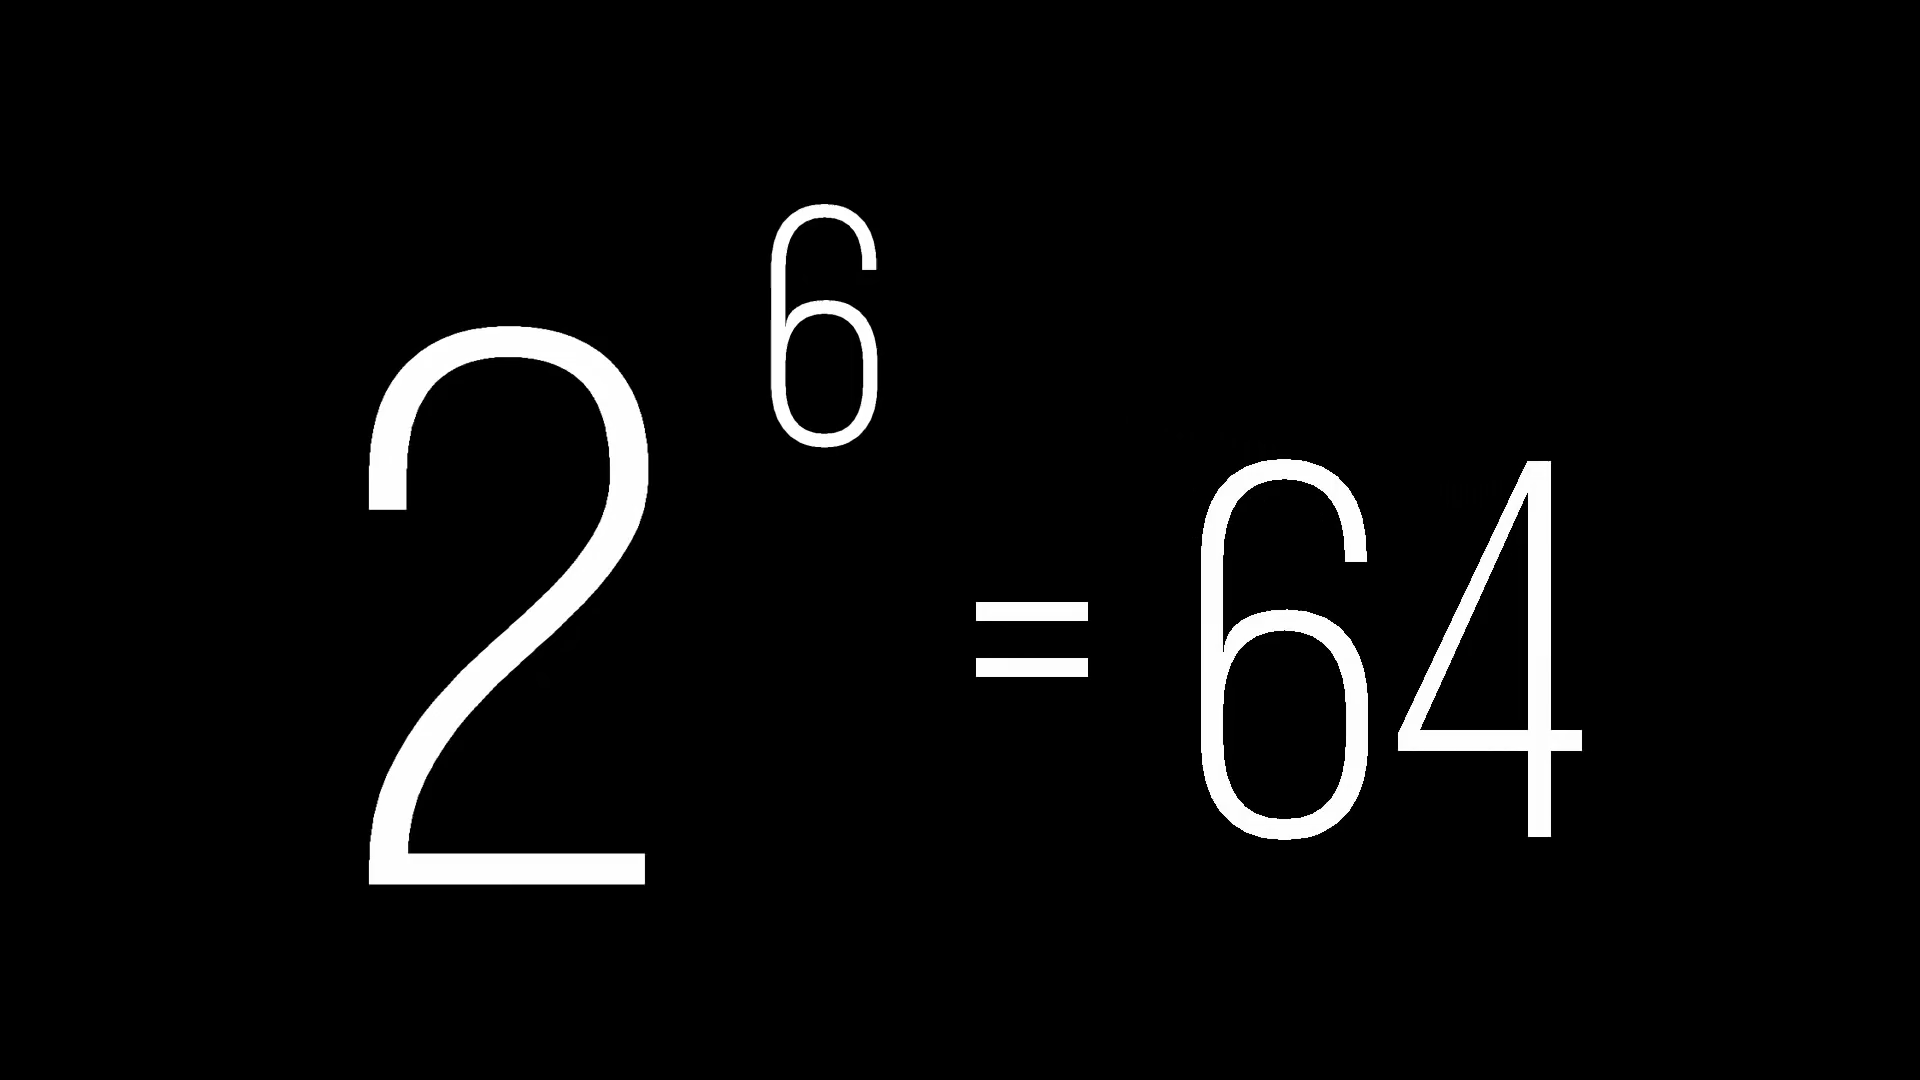 2⁶ = 64